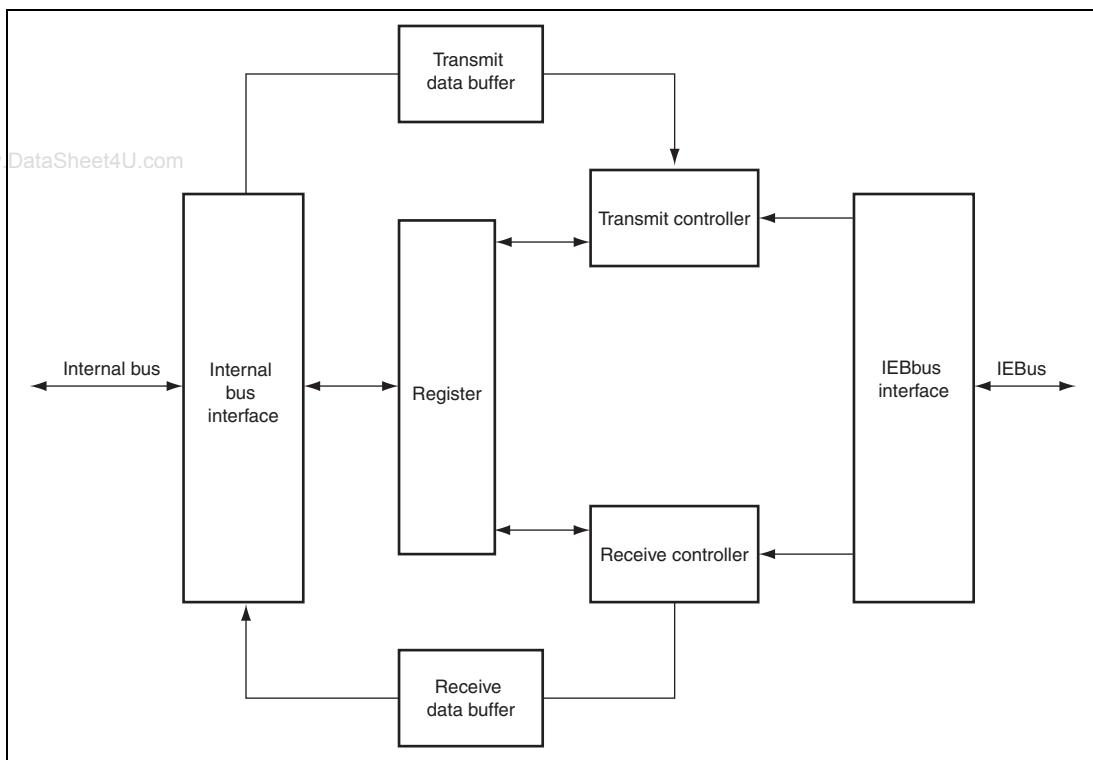 Transmit
data buffer
.DataSheet4U.com
Transmit controller
Internal bus
Internal
bus
interface
Register
IEBbus
interface
IEBus
Receive controller
Receive
data buffer